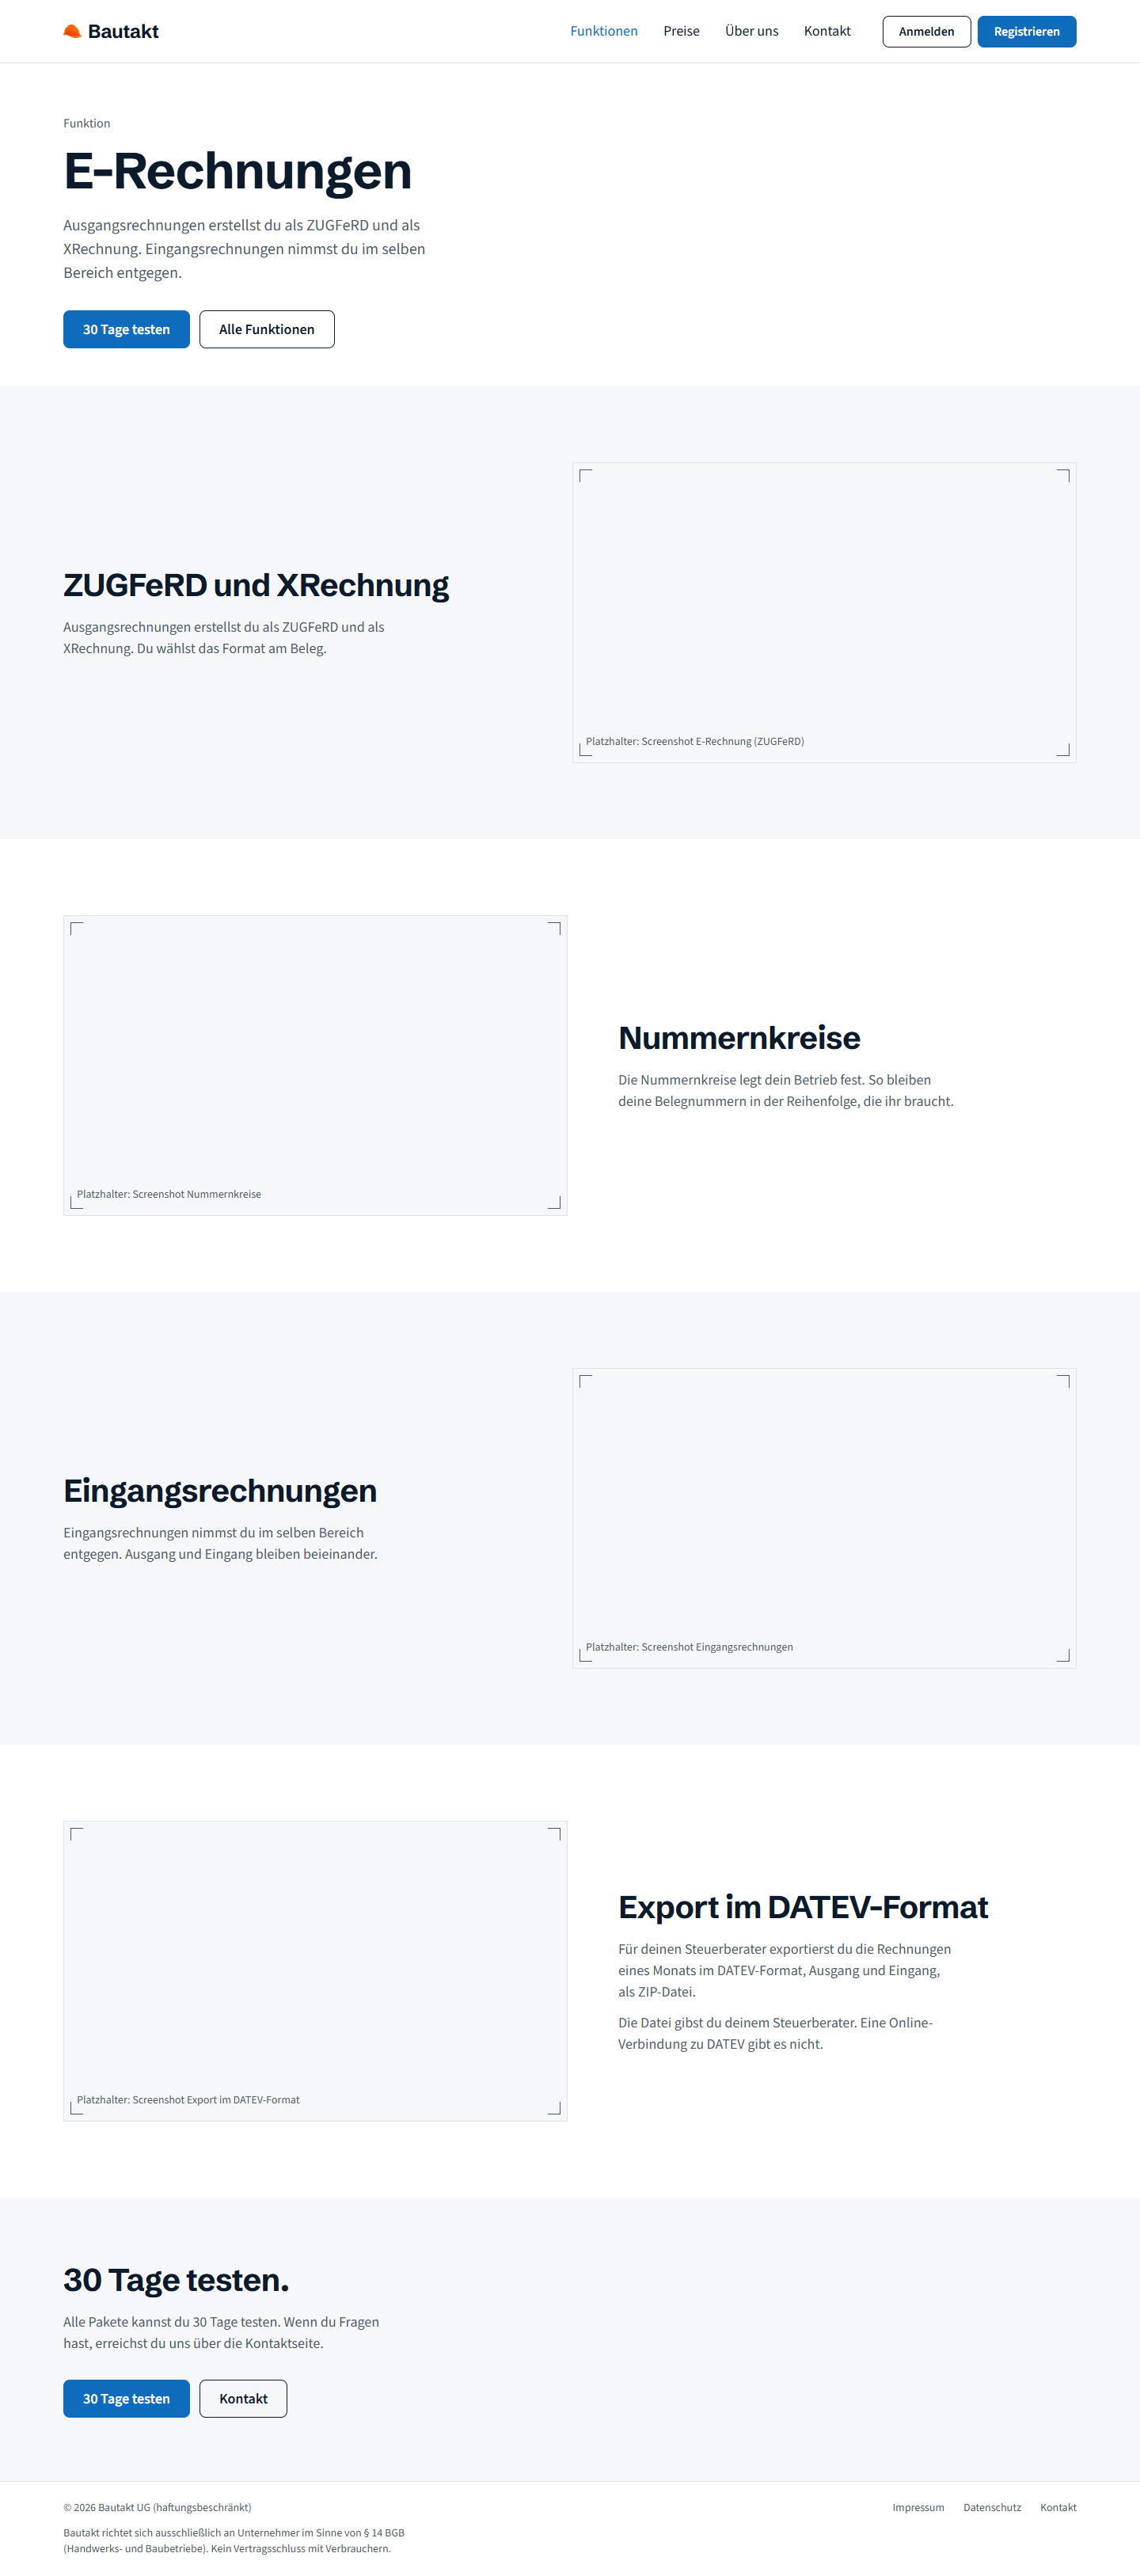 Bautakt
Funktionen
Preise
Über uns
Kontakt
Anmelden
Registrieren
Funktion
E-Rechnungen
Ausgangsrechnungen erstellst du als ZUGFeRD und als
XRechnung. Eingangsrechnungen nimmst du im selben
Bereich entgegen.
30 Tage testen
Alle Funktionen
ZUGFeRD und XRechnung
Ausgangsrechnungen erstellst du als ZUGFeRD und als
XRechnung. Du wählst das Format am Beleg.
Platzhalter: Screenshot E-Rechnung (ZUGFeRD)
Platzhalter: Screenshot Nummernkreise
Nummernkreise
Die Nummernkreise legt dein Betrieb fest. So bleiben
deine Belegnummern in der Reihenfolge, die ihr braucht.
Eingangsrechnungen
Eingangsrechnungen nimmst du im selben Bereich
entgegen. Ausgang und Eingang bleiben beieinander.
Platzhalter: Screenshot Eingangsrechnungen
Platzhalter: Screenshot Export im DATEV-Format
Export im DATEV-Format
Für deinen Steuerberater exportierst du die Rechnungen
eines Monats im DATEV-Format, Ausgang und Eingang,
als ZIP-Datei.
Die Datei gibst du deinem Steuerberater. Eine Online-
Verbindung zu DATEV gibt es nicht.
30 Tage testen.
Alle Pakete kannst du 30 Tage testen. Wenn du Fragen
hast, erreichst du uns über die Kontaktseite.
30 Tage testen
Kontakt
© 2026 Bautakt UG (haftungsbeschränkt)
Impressum
Datenschutz
Kontakt
Bautakt richtet sich ausschließlich an Unternehmer im Sinne von § 14 BGB
(Handwerks- und Baubetriebe). Kein Vertragsschluss mit Verbrauchern.